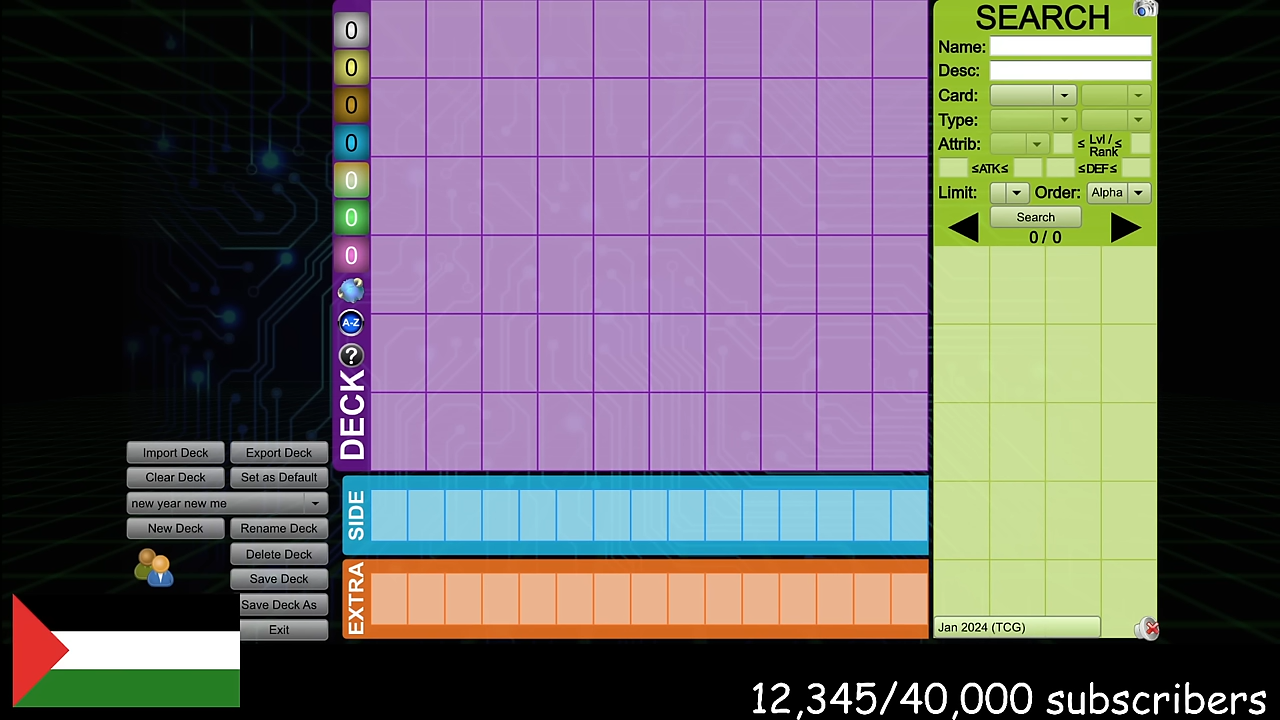 0
0
0
0
0
0
0
A-Z
?
DECK
SIDE
EXTRA
SEARCH
Name:
Desc:
Card:
Type:
Attrib:
≤ Lvl / Rank ≤
≤ATK≤
≤DEF≤
Limit:
Order: Alpha
Search
0 / 0
Jan 2024 (TCG)
Import Deck
Export Deck
Clear Deck
Set as Default
new year new me
New Deck
Rename Deck
Delete Deck
Save Deck
Save Deck As
Exit
12,345/40,000 subscribers